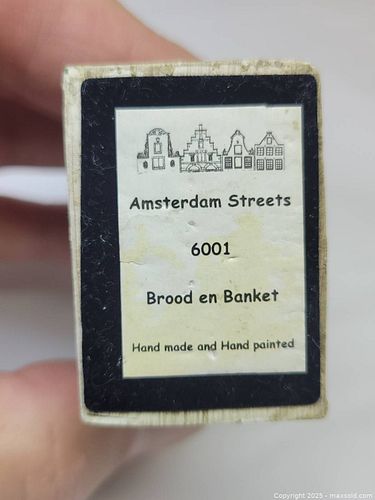 Amsterdam Streets
6001
Brood en Banket
Hand made and Hand painted
Copyright 2025 - maxsold.com